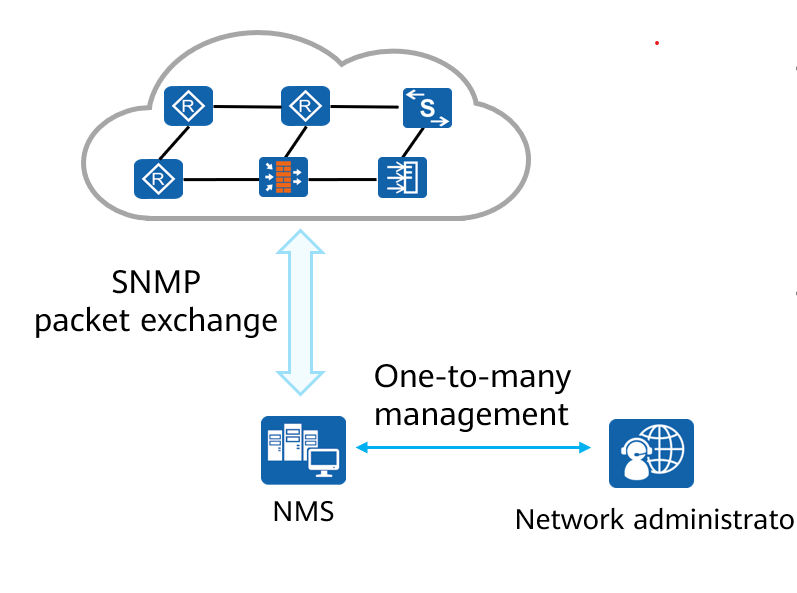 R
R
S
R
SNMP
packet exchange
One-to-many
management
NMS
Network administrato